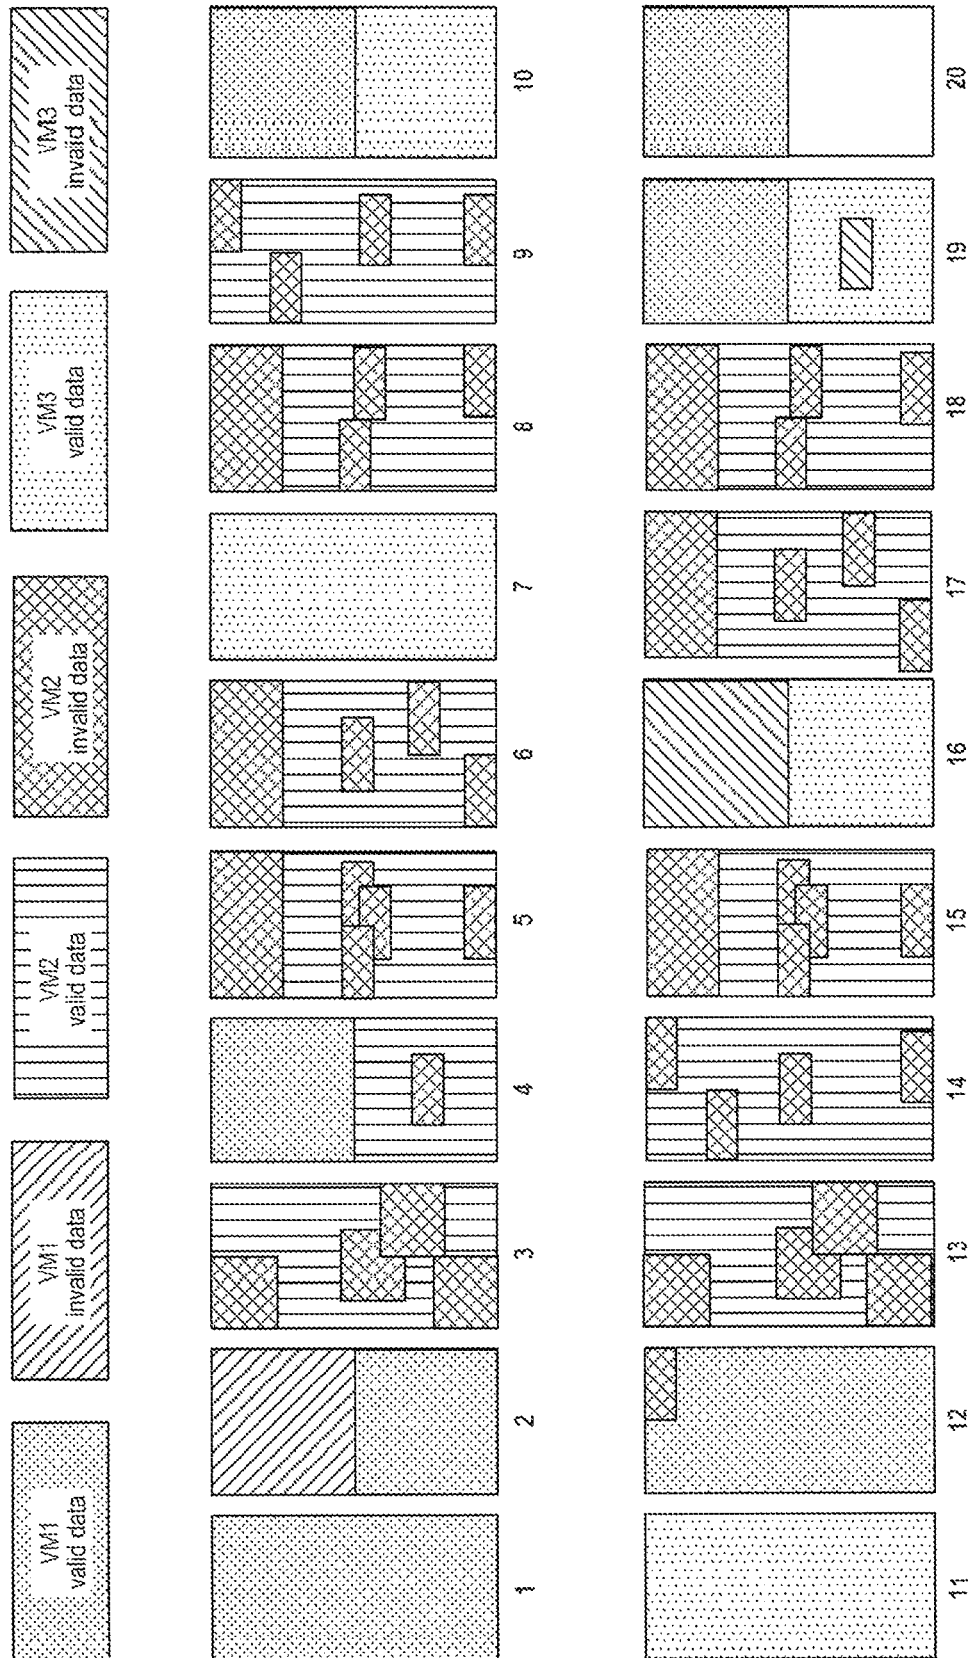 VM1
valid data
VM1
invalid data
VM2
valid data
VM2
invalid data
VM3
valid data
VM3
invalid data
1
2
3
4
5
6
7
8
9
10
11
12
13
14
15
16
17
18
19
20